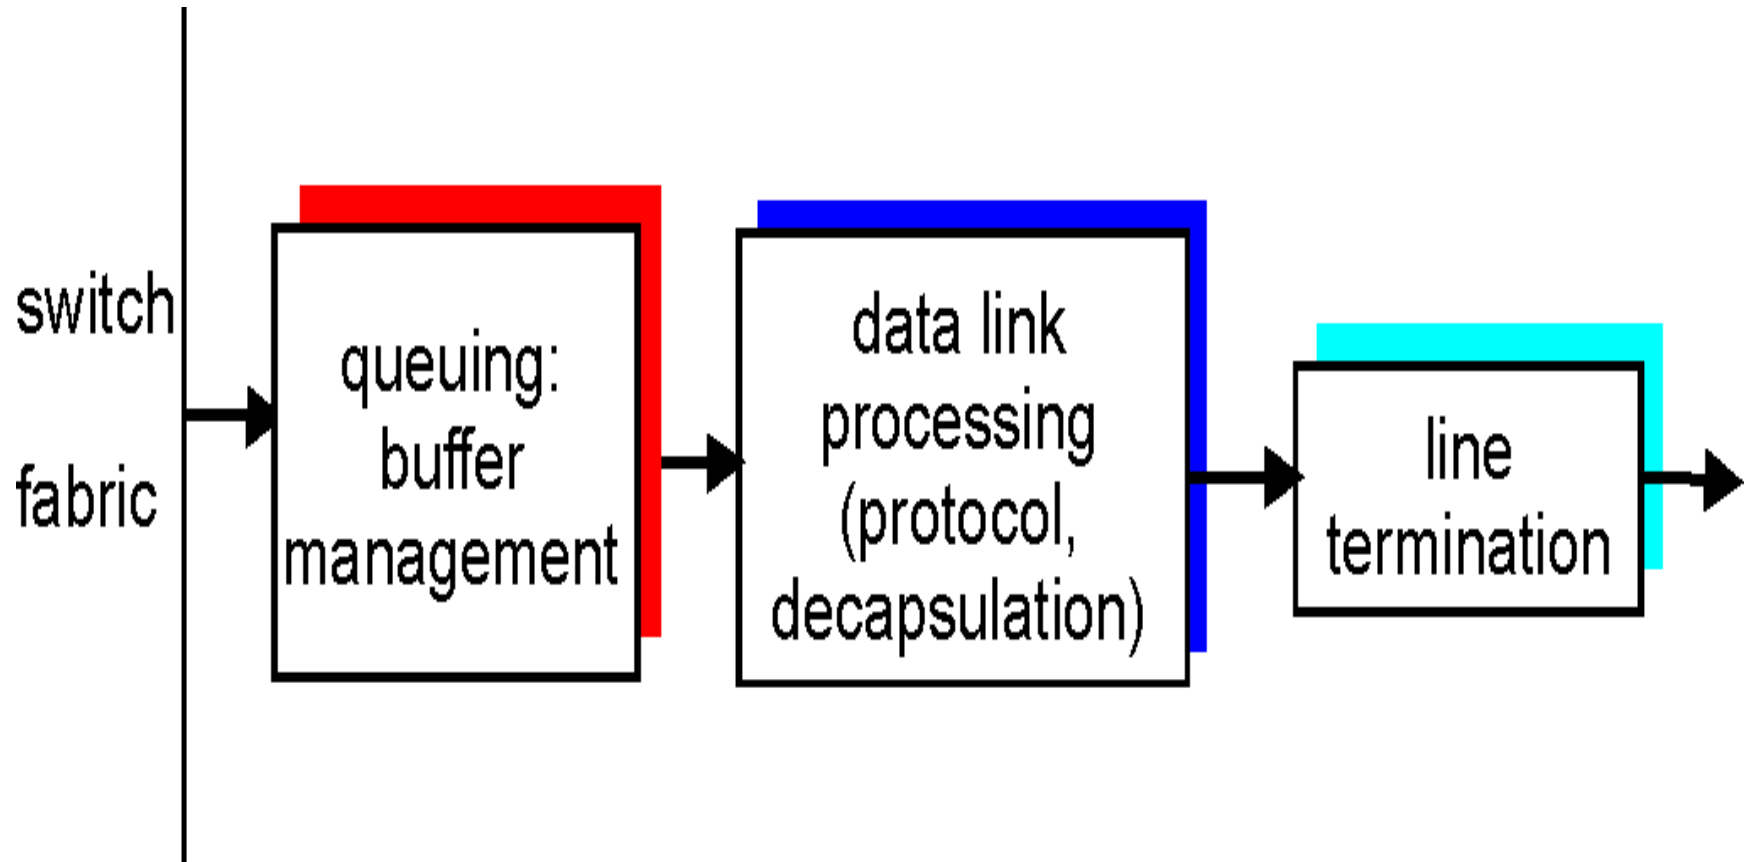 switch
fabric
queuing:
buffer
management
data link
processing
(protocol,
decapsulation)
line
termination